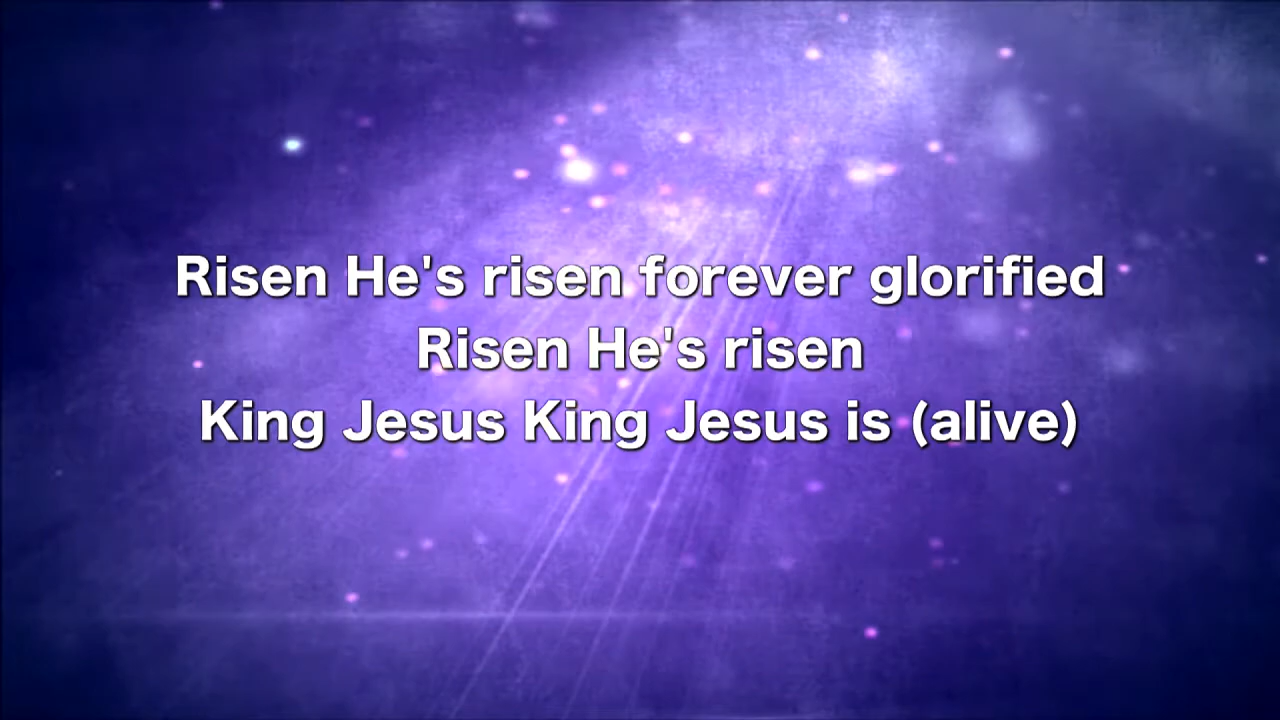 Risen He's risen forever glorified
Risen He's risen
King Jesus King Jesus is (alive)